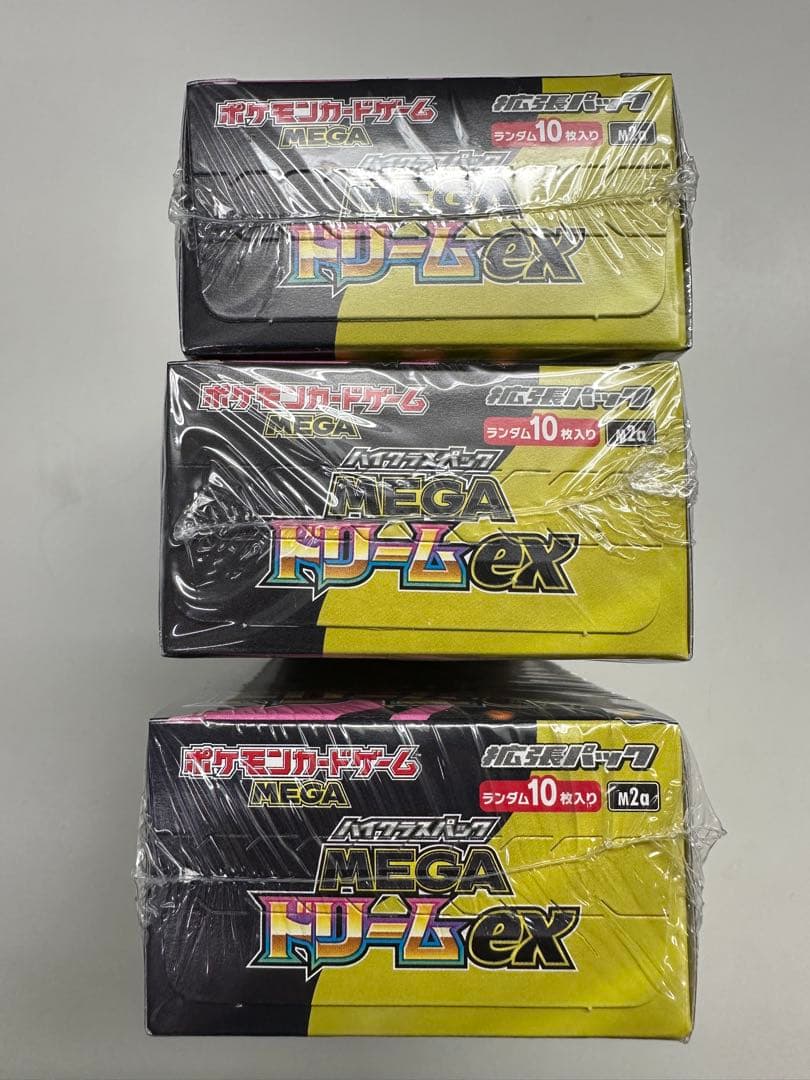 ポケモンカードゲーム
MEGA
拡張パック
ランダム10枚入り M2a
ハイクラスパック
MEGA
ドリームex
ポケモンカードゲーム
MEGA
拡張パック
ランダム10枚入り M2a
ハイクラスパック
MEGA
ドリームex
ポケモンカードゲーム
MEGA
拡張パック
ランダム10枚入り M2a
ハイクラスパック
MEGA
ドリームex